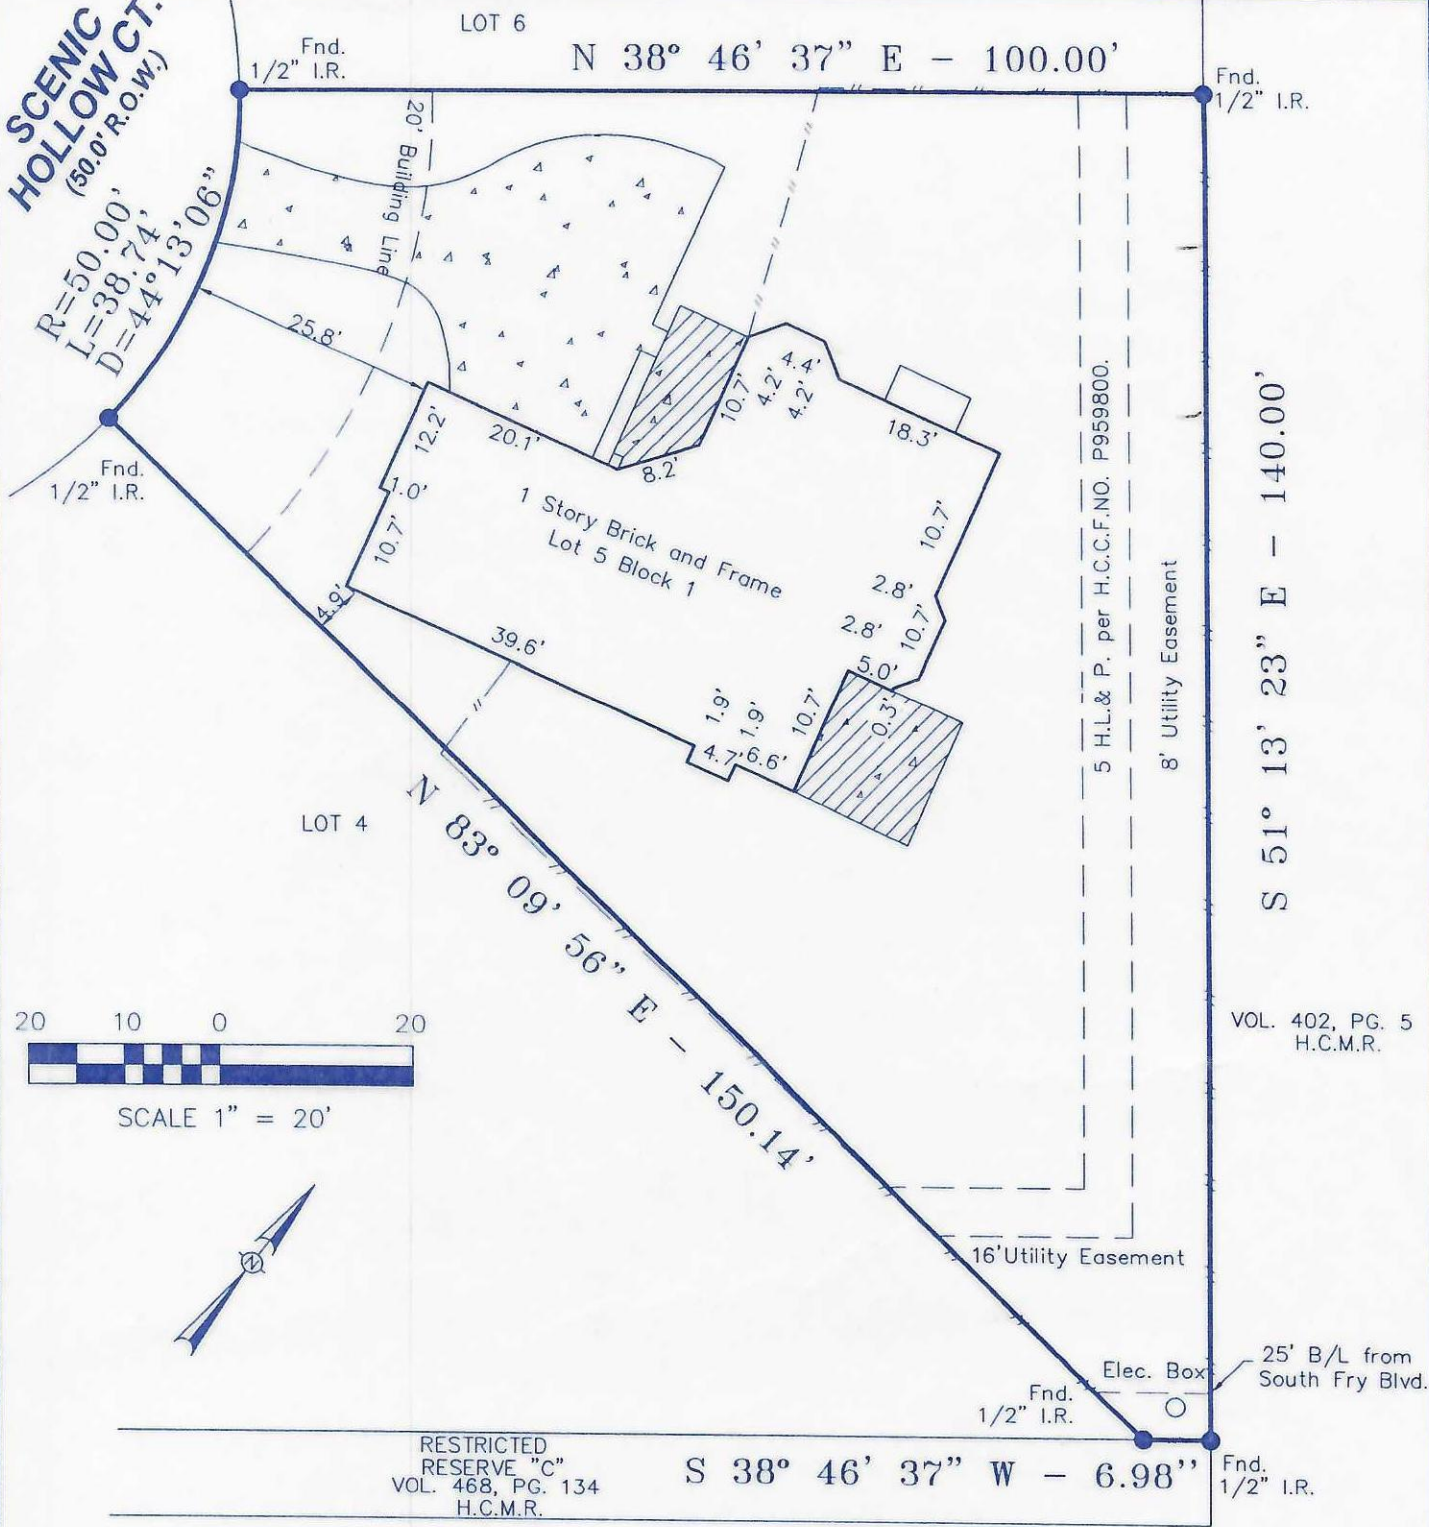 SCENIC
HOLLOW CT.
(50.0' R.O.W.)
LOT 6
N 38° 46' 37" E - 100.00'
Fnd.
1/2" I.R.
Fnd.
1/2" I.R.
20' Building Line
R=50.00'
L=38.74'
D=44°13'06"
25.8'
Fnd.
1/2" I.R.
12.2'
20.1'
1.0'
10.7'
8.2'
10.7'
4.2'
4.4'
4.2'
18.3'
10.7'
1 Story Brick and Frame
Lot 5 Block 1
2.8'
2.8'
10.7'
5.0'
0.3'
4.9'
39.6'
1.9'
1.9'
10.7'
4.7'
6.6'
5 H.L.& P. per H.C.C.F.NO. P959800.
8' Utility Easement
S 51° 13' 23" E - 140.00'
LOT 4
N 83° 09' 56" E - 150.14'
20 10 0 20
SCALE 1" = 20'
VOL. 402, PG. 5
H.C.M.R.
N
16'Utility Easement
Elec. Box
25' B/L from
South Fry Blvd.
Fnd.
1/2" I.R.
RESTRICTED
RESERVE "C"
VOL. 468, PG. 134
H.C.M.R.
S 38° 46' 37" W - 6.98"
Fnd.
1/2" I.R.